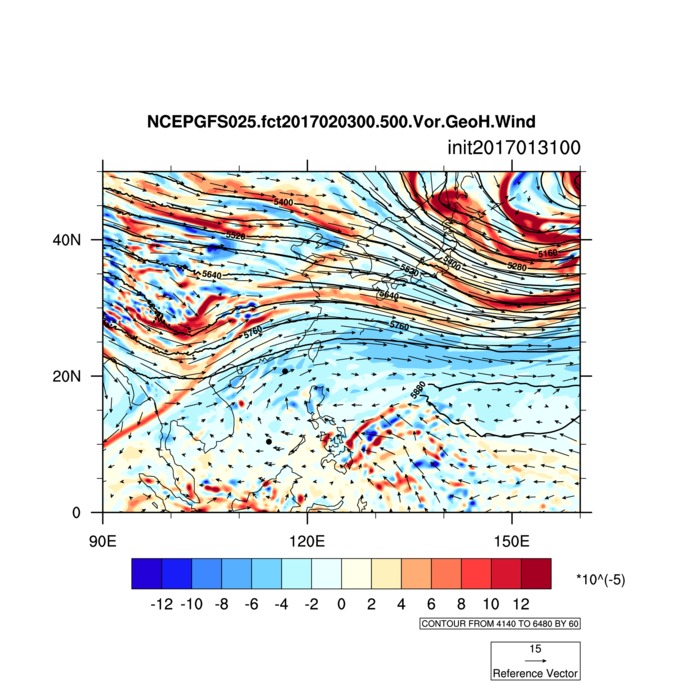 NCEPGFS025.fct2017020300.500.Vor.GeoH.Wind
init2017013100
5400
5520
5640
5760
5520
5400
5640
5760
5160
5280
5880
40N
20N
0
90E 120E 150E
-12 -10 -8 -6 -4 -2 0 2 4 6 8 10 12
*10^(-5)
CONTOUR FROM 4140 TO 6480 BY 60
15
Reference Vector